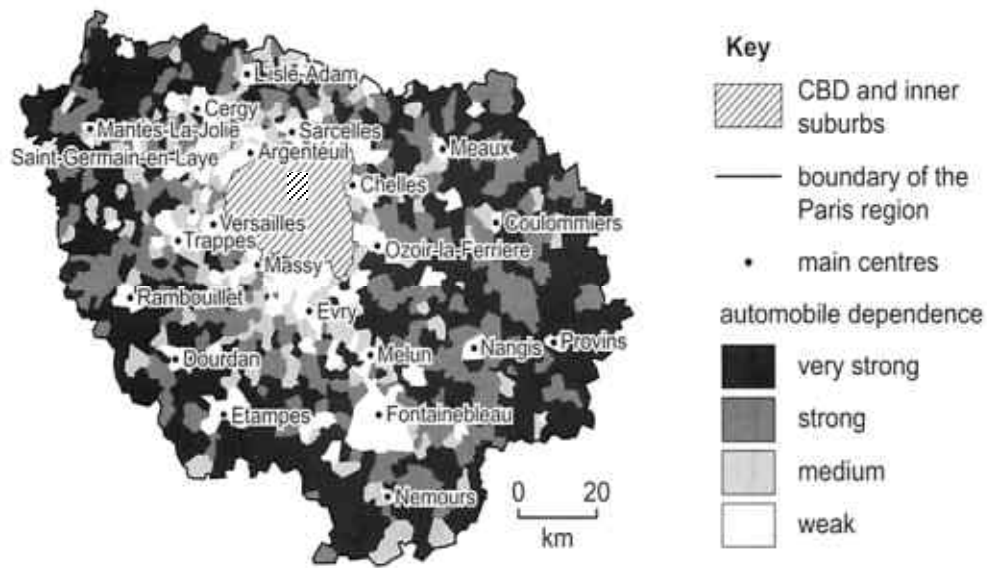 L'isle-Adam
Cergy
Mantes-La-Jolie
Sarcelles
Saint-Germain-en-Laye
Argenteuil
Meaux
Chelles
Versailles
Coulommiers
Trappes
Ozoir-la-Ferriere
Massy
Rambouillet
Evry
Dourdan
Melun
Nangis
Provins
Etampes
Fontainebleau
Nemours
0 20
km
Key
CBD and inner
suburbs
boundary of the
Paris region
main centres
automobile dependence
very strong
strong
medium
weak